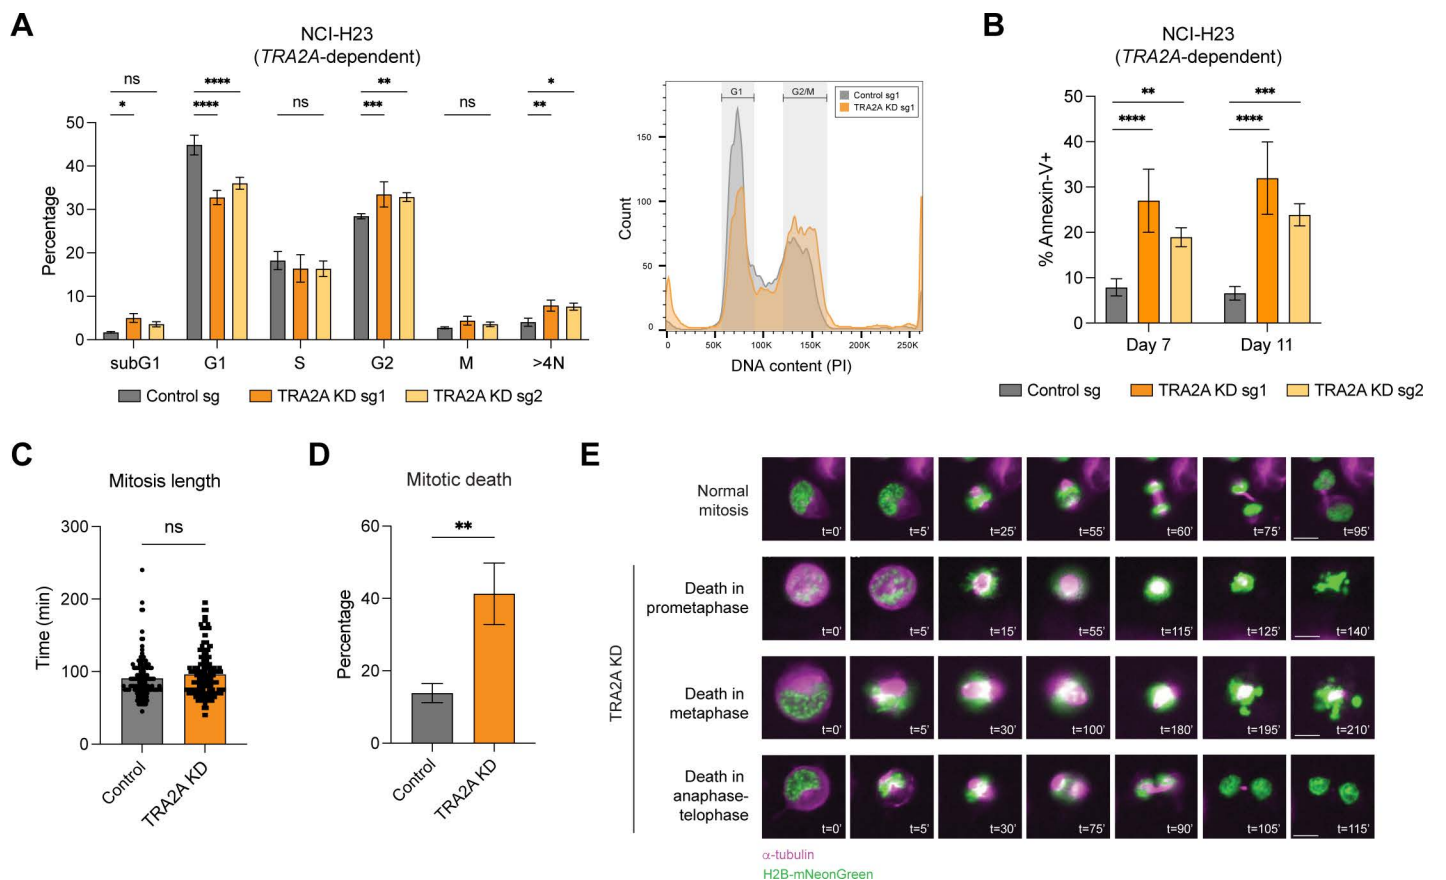 A
NCI-H23
(TRA2A-dependent)
ns
*
****
****
ns
**
***
ns
*
**
Percentage
50
40
30
20
10
0
subG1
G1
S
G2
M
>4N
Control sg
TRA2A KD sg1
TRA2A KD sg2
G1
G2/M
Control sg1
TRA2A KD sg1
Count
150
100
50
0
0
50K
100K
150K
200K
250K
DNA content (PI)
B
NCI-H23
(TRA2A-dependent)
**
****
***
****
% Annexin-V+
50
40
30
20
10
0
Day 7
Day 11
Control sg
TRA2A KD sg1
TRA2A KD sg2
C
Mitosis length
ns
Time (min)
300
200
100
0
Control
TRA2A KD
D
Mitotic death
**
Percentage
60
40
20
0
Control
TRA2A KD
E
Normal
mitosis
t=0’
t=5’
t=25’
t=55’
t=60’
t=75’
t=95’
TRA2A KD
Death in
prometaphase
t=0’
t=5’
t=15’
t=55’
t=115’
t=125’
t=140’
Death in
metaphase
t=0’
t=5’
t=30’
t=100’
t=180’
t=195’
t=210’
Death in
anaphase-
telophase
t=0’
t=5’
t=30’
t=75’
t=90’
t=105’
t=115’
α-tubulin
H2B-mNeonGreen